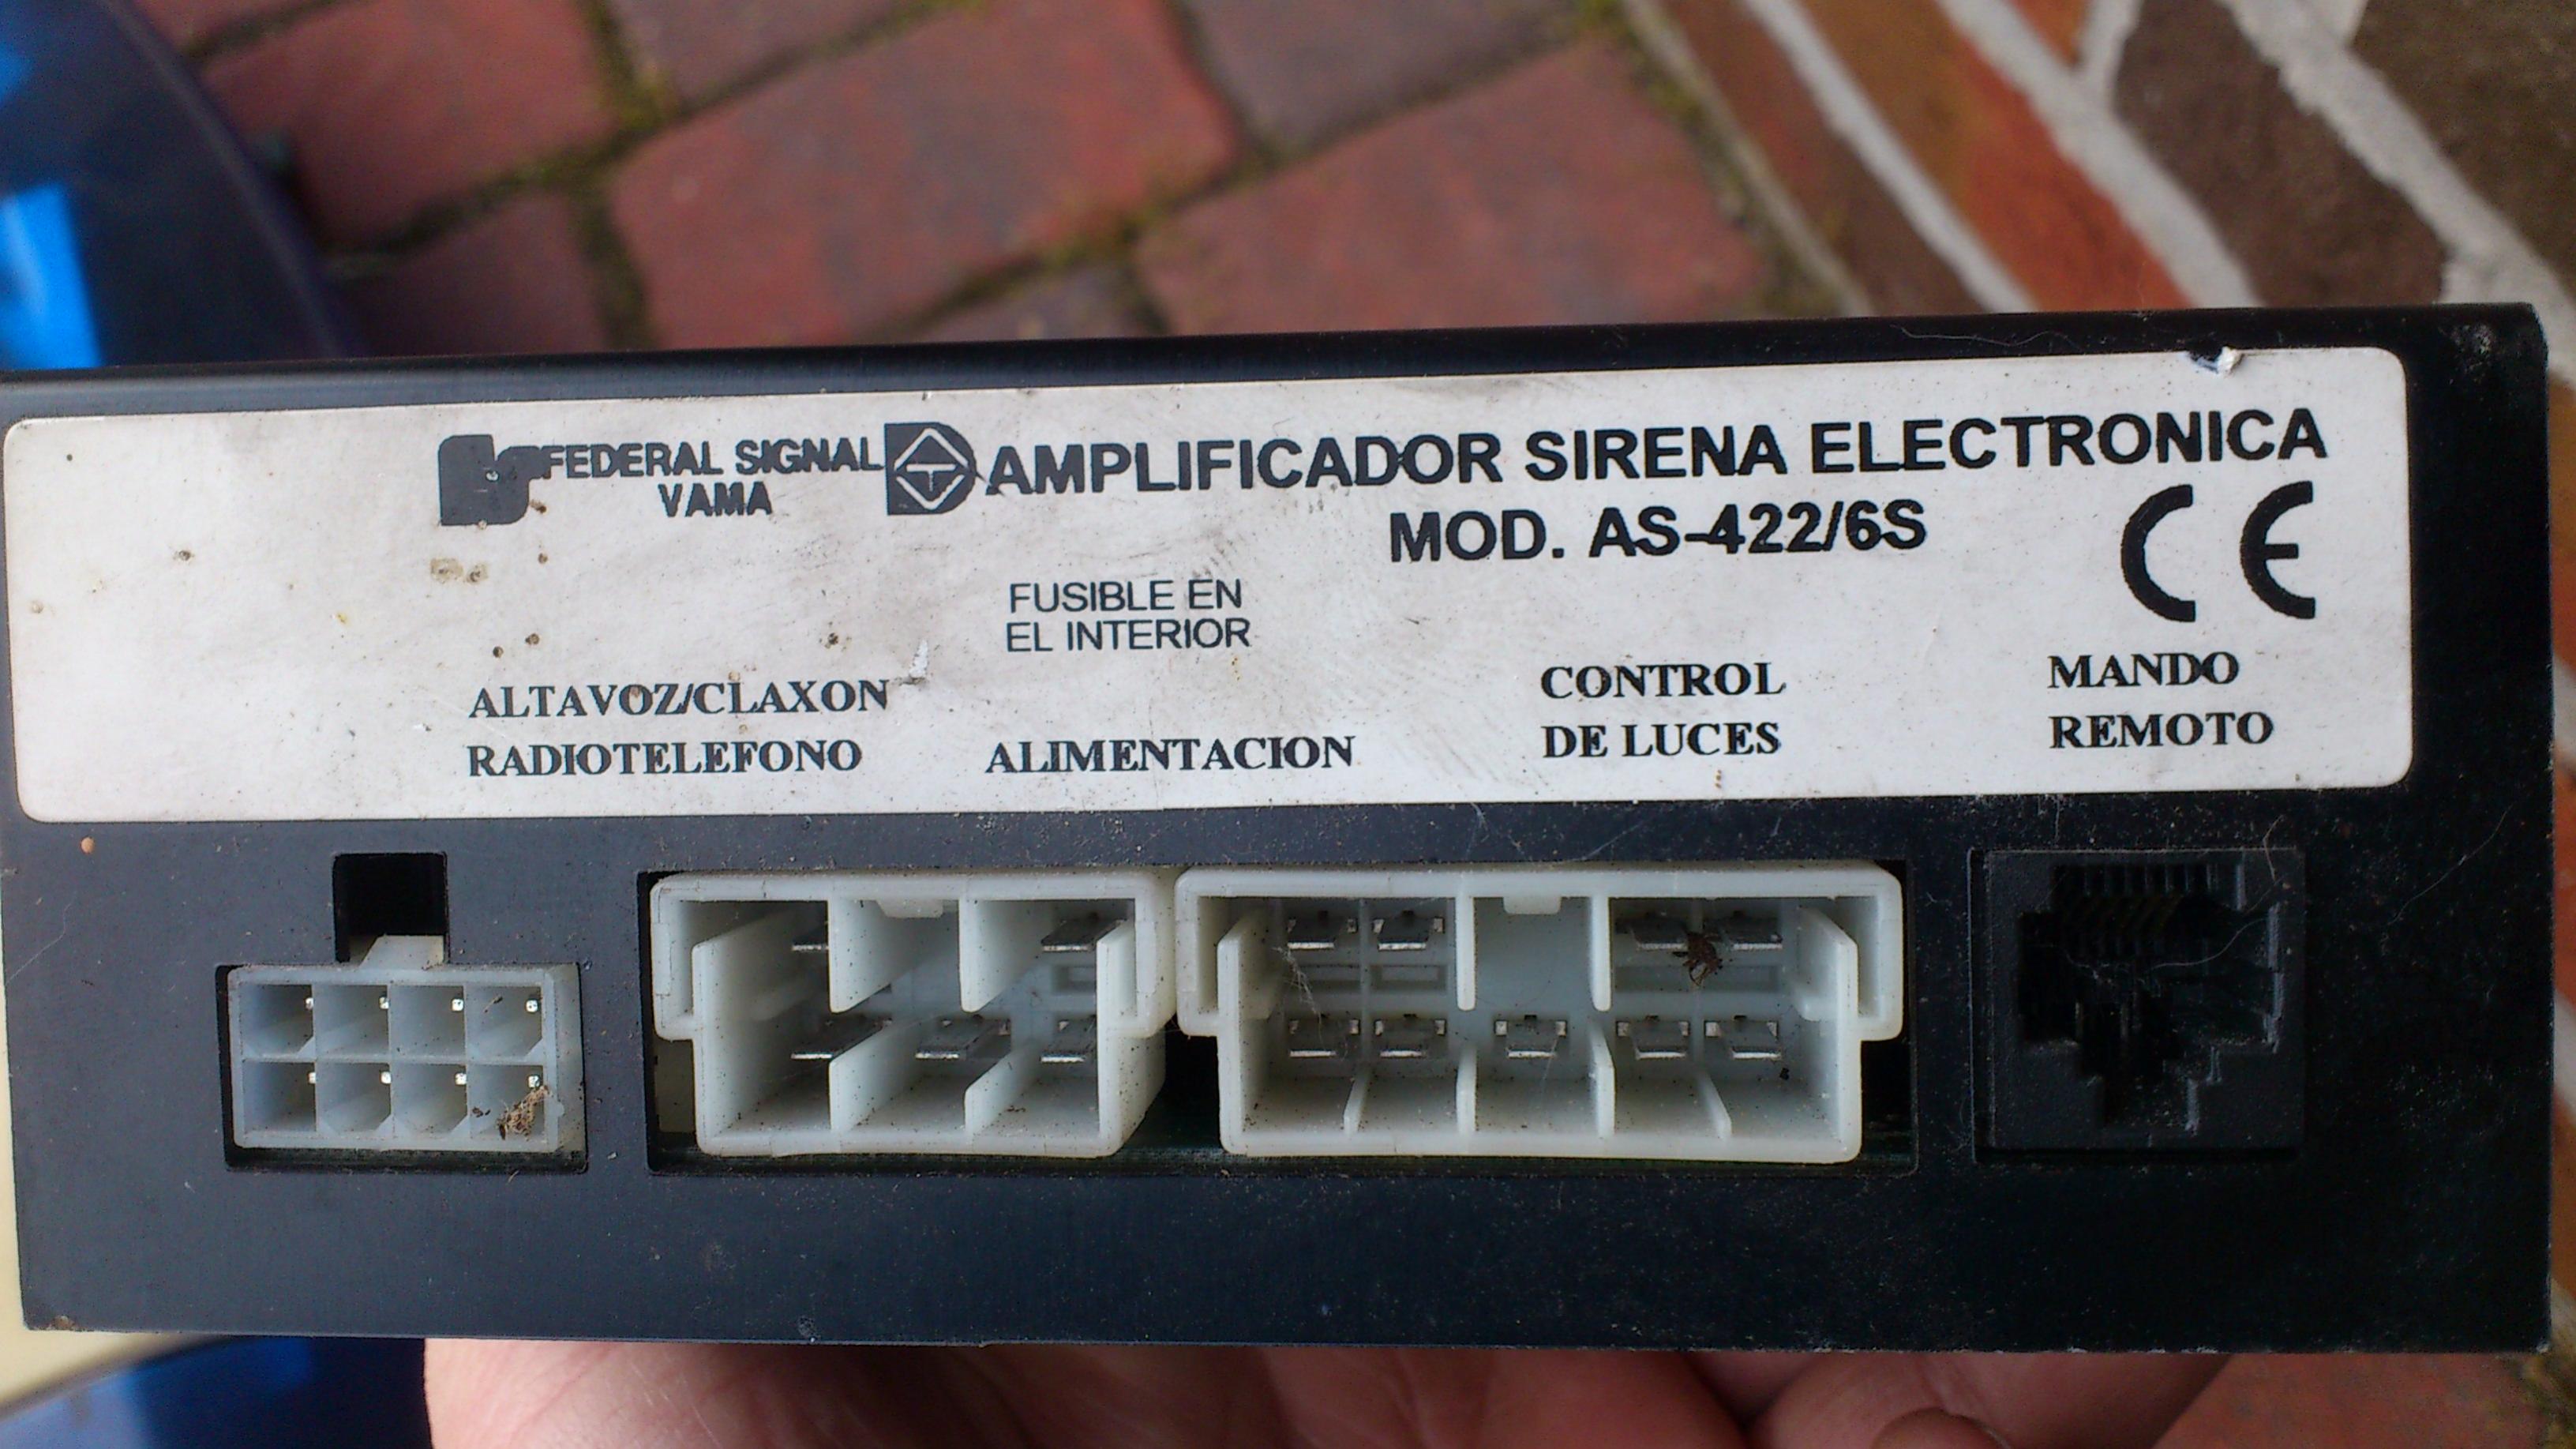 FEDERAL SIGNAL
VAMA
AMPLIFICADOR SIRENA ELECTRONICA
MOD. AS-422/6S
CE
FUSIBLE EN
EL INTERIOR
ALTAVOZ/CLAXON
RADIOTELEFONO
ALIMENTACION
CONTROL
DE LUCES
MANDO
REMOTO